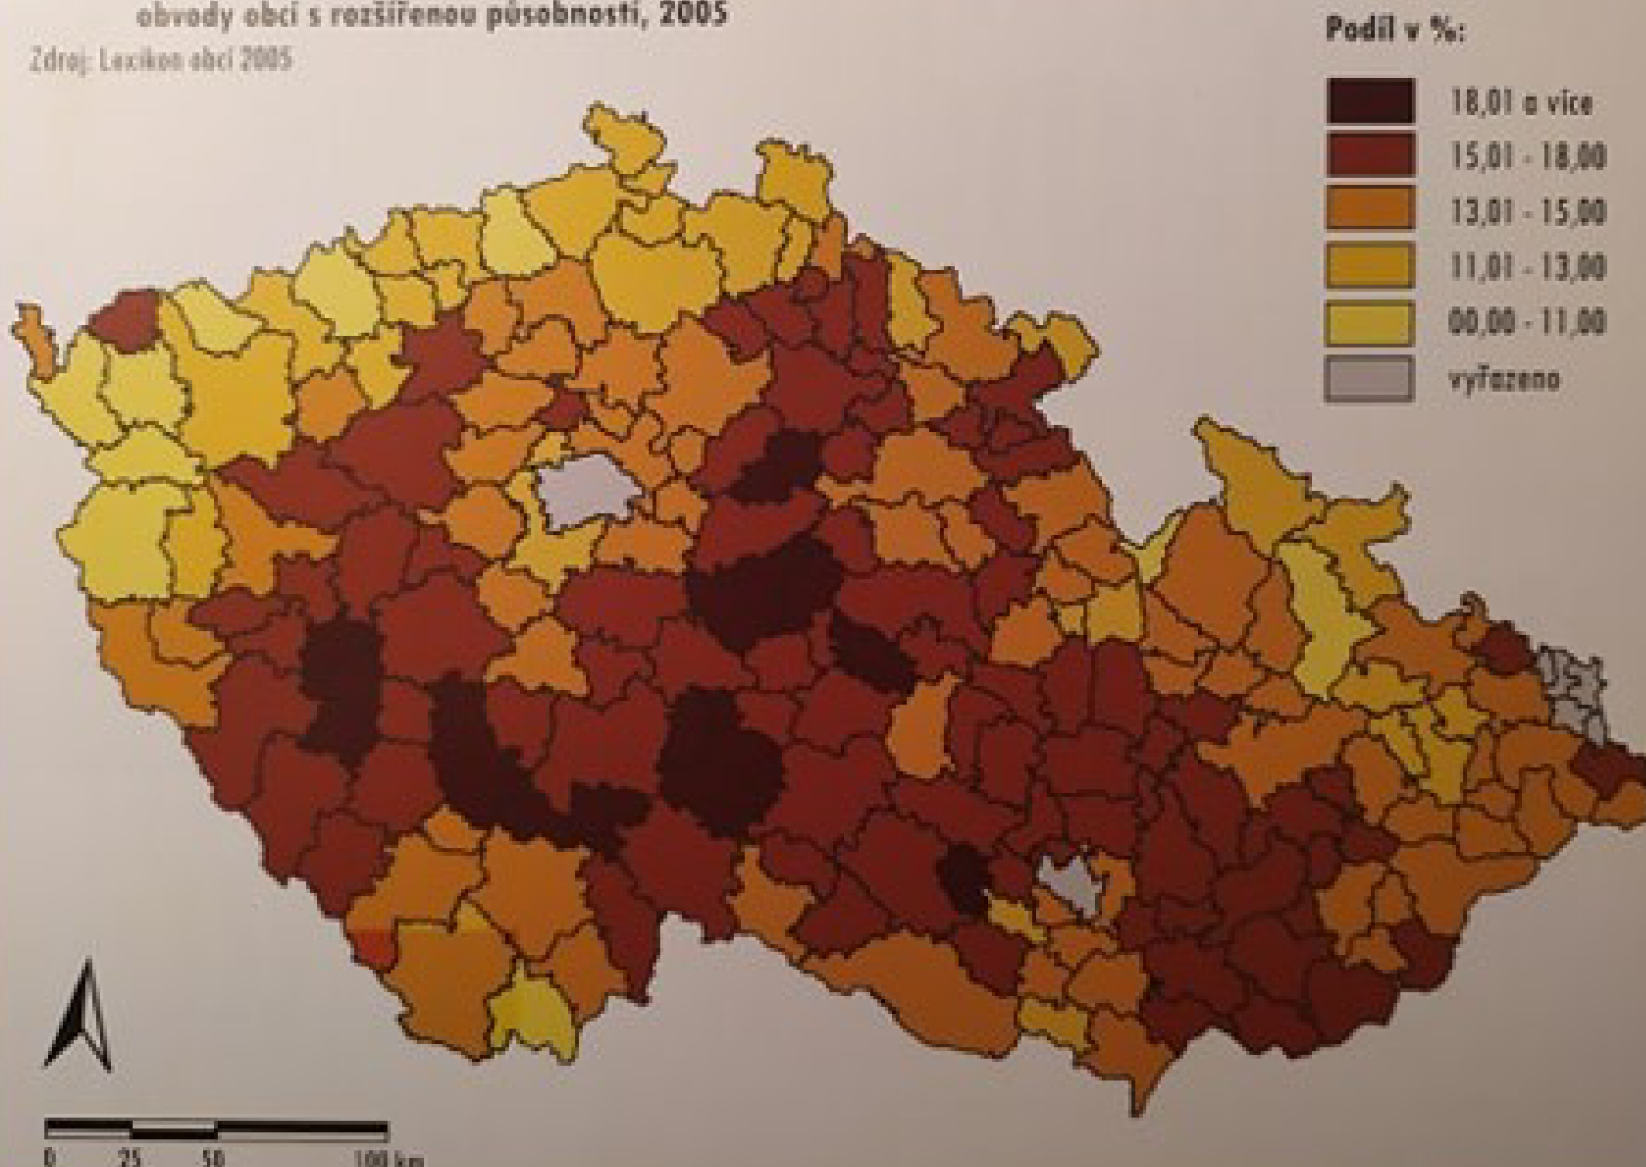 obvody obcí s rozšířenou působností, 2005
Zdroj: Lexikon obcí 2005
Podíl v %:
18,01 a více
15,01 - 18,00
13,01 - 15,00
11,01 - 13,00
00,00 - 11,00
vyřazeno
0 25 50 100 km